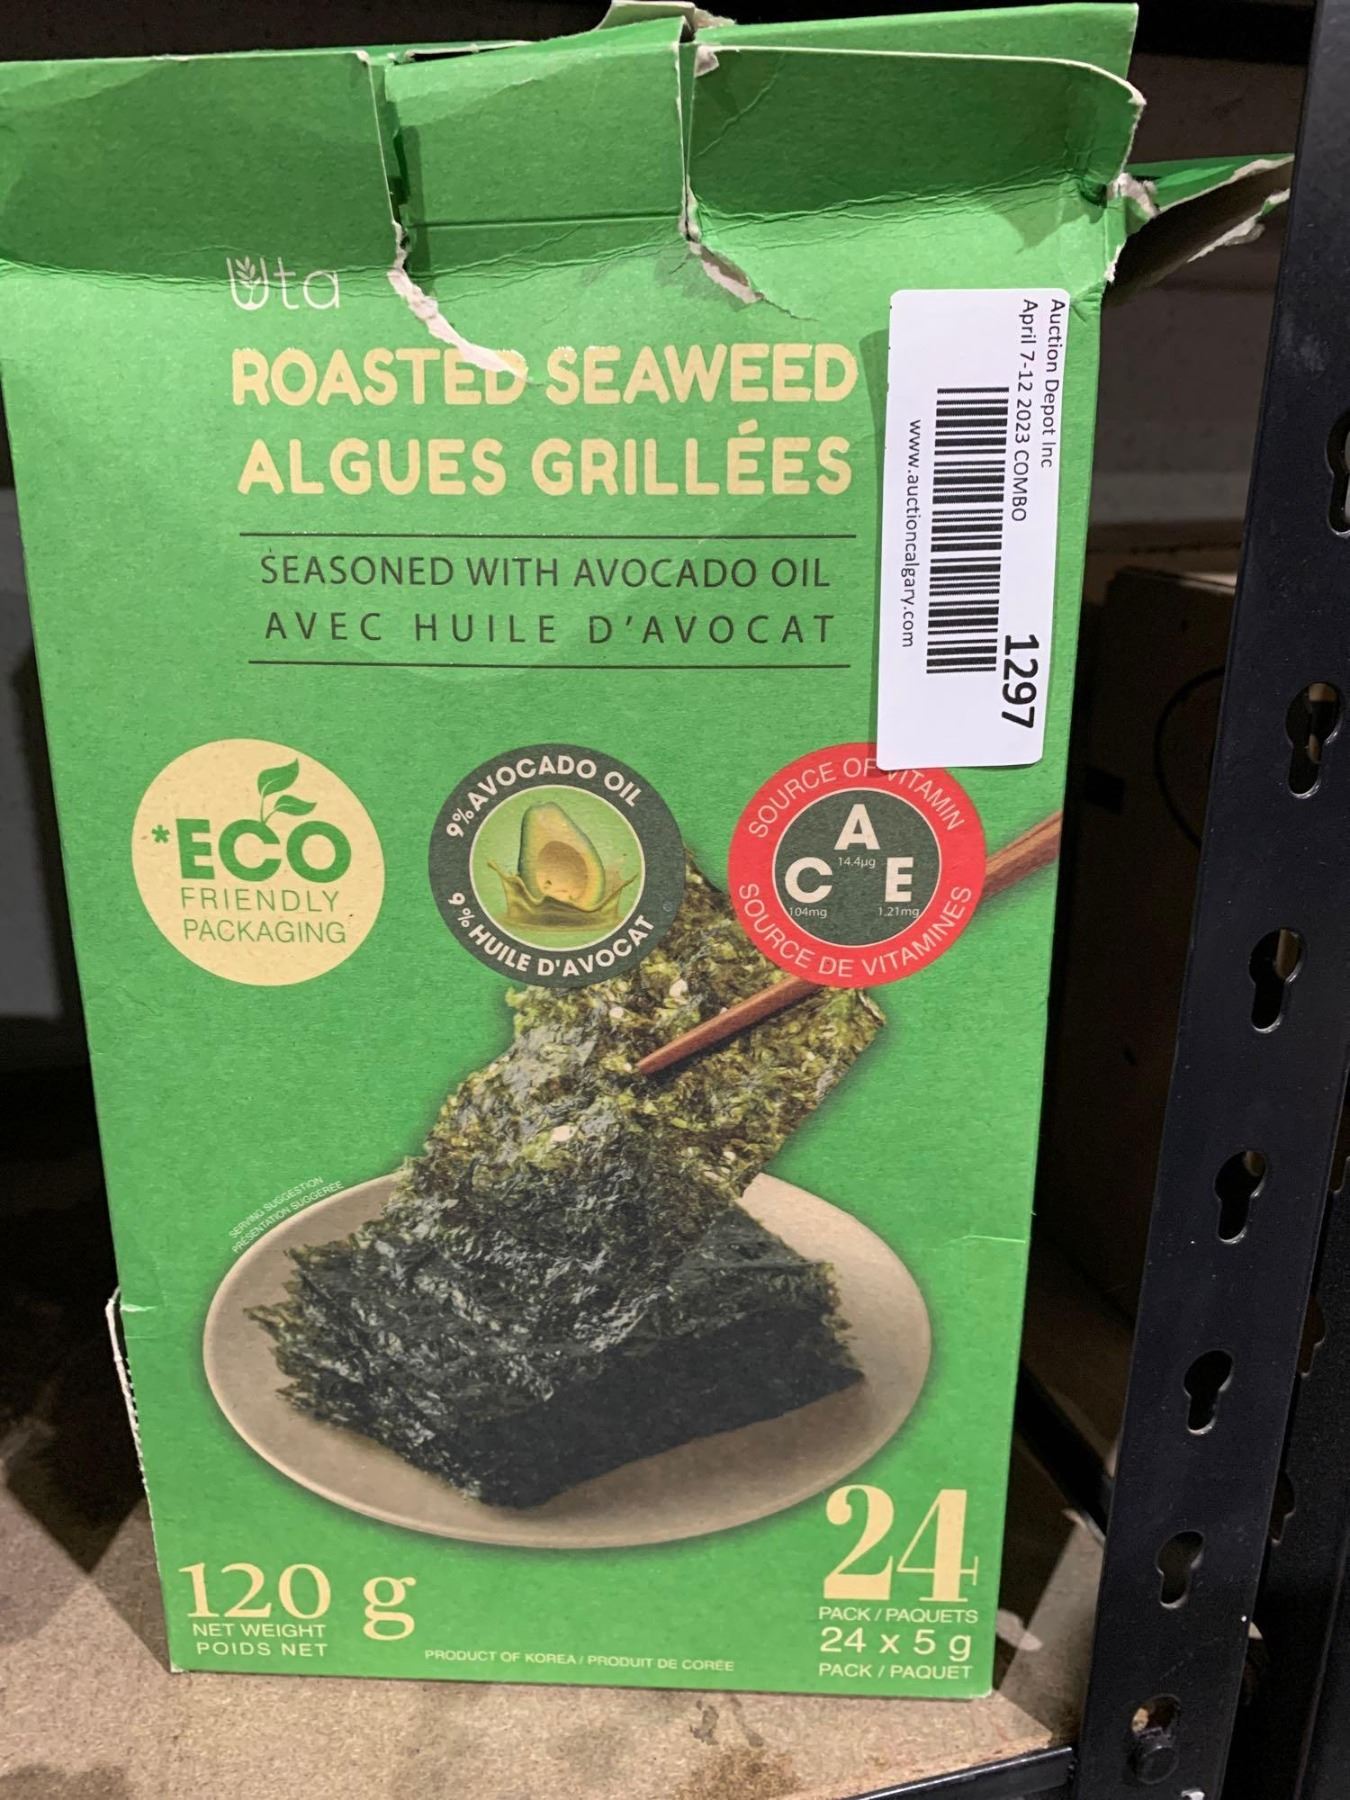 Uta
ROASTED SEAWEED
ALGUES GRILLÉES
SEASONED WITH AVOCADO OIL
AVEC HUILE D'AVOCAT
Auction Depot Inc
April 7-12 2023 COMBO
1297
www.auctioncalgary.com
*ECO
FRIENDLY
PACKAGING
9% AVOCADO OIL
9% HUILE D'AVOCAT
SOURCE OF VITAMIN
A
14.4µg
C E
104mg 1.21mg
SOURCE DE VITAMINES
SERVING SUGGESTION
PRÉSENTATION SUGGÉRÉE
120 g
NET WEIGHT
POIDS NET
PRODUCT OF KOREA / PRODUIT DE CORÉE
24
PACK / PAQUETS
24 x 5 g
PACK / PAQUET